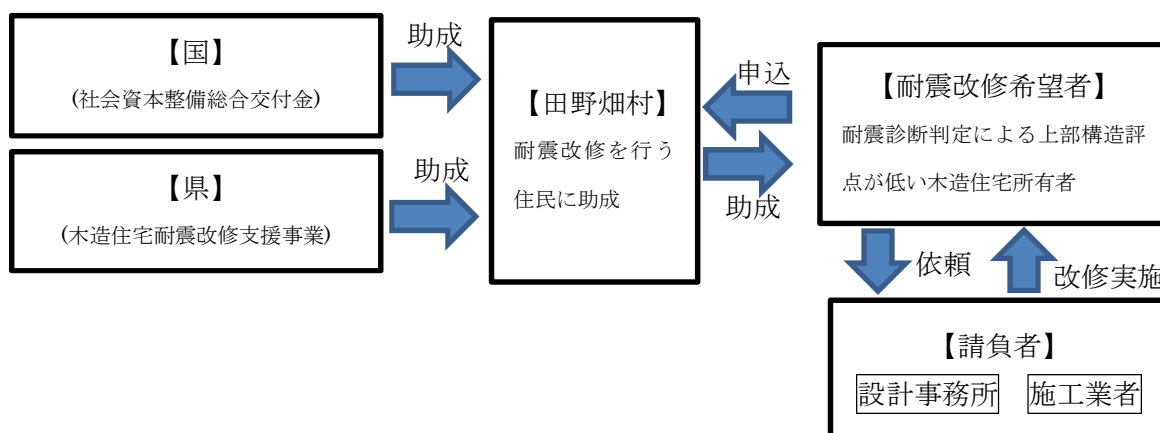 【国】
(社会資本整備総合交付金)
助成
【県】
(木造住宅耐震改修支援事業)
助成
【田野畑村】
耐震改修を行う
住民に助成
申込
助成
【耐震改修希望者】
耐震診断判定による上部構造評
点が低い木造住宅所有者
依頼
改修実施
【請負者】
設計事務所 施工業者